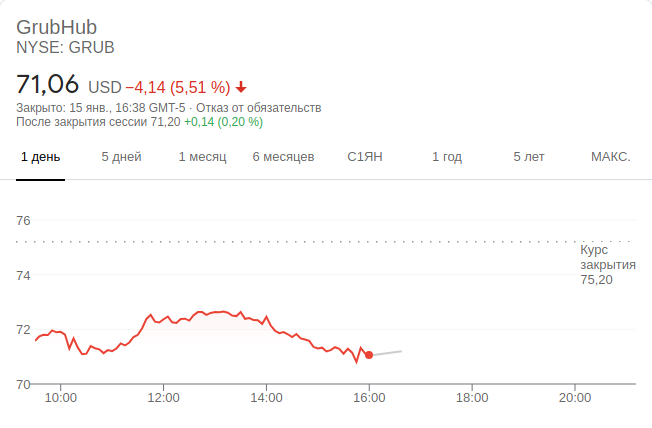 GrubHub
NYSE: GRUB
71,06 USD −4,14 (5,51 %)
Закрыто: 15 янв., 16:38 GMT-5 · Отказ от обязательств
После закрытия сессии 71,20 +0,14 (0,20 %)
1 день 5 дней 1 месяц 6 месяцев С1ЯН 1 год 5 лет МАКС.
76
Курс
закрытия
75,20
74
72
70
10:00 12:00 14:00 16:00 18:00 20:00